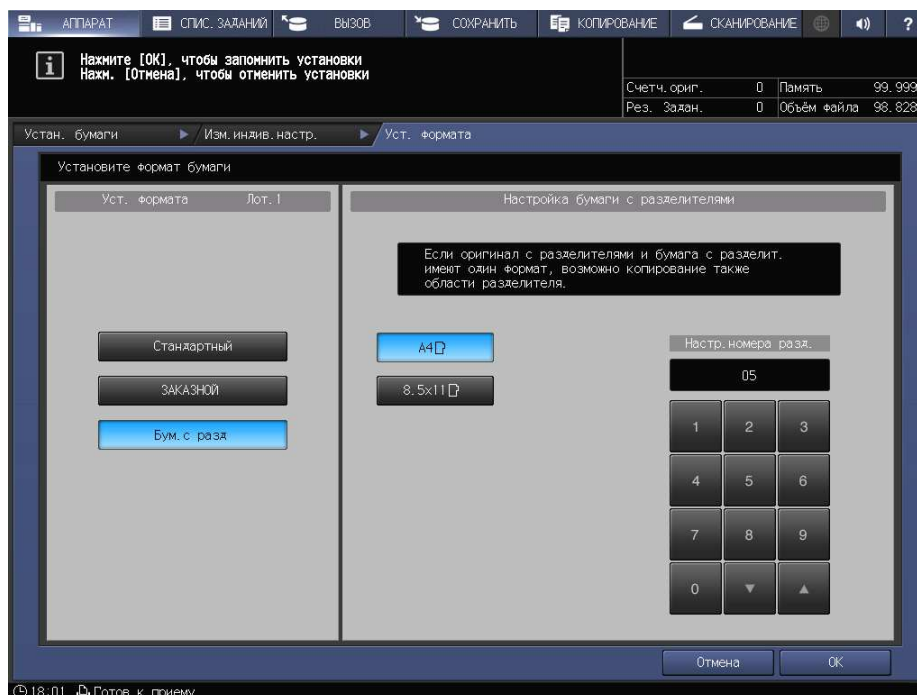 АППАРАТ СПИС. ЗАДАНИЙ ВЫЗОВ СОХРАНИТЬ КОПИРОВАНИЕ СКАНИРОВАНИЕ ?
Нажмите [OK], чтобы запомнить установки
Нажм. [Отмена], чтобы отменить установки
Счетч.ориг. 0 Память 99.999
Рез. Задан. 0 Объём файла 98.828
Устан. бумаги Изм.индив.настр. Уст. формата
Установите формат бумаги
Уст. формата Лот.1
Настройка бумаги с разделителями
Если оригинал с разделителями и бумага с разделит.
имеют один формат, возможно копирование также
области разделителя.
Стандартный
ЗАКАЗНОЙ
Бум.с разд
A4
8.5x11
Настр.номера разд.
05
1 2 3
4 5 6
7 8 9
0 ▼ ▲
Отмена OK
18:01 Готов к приему